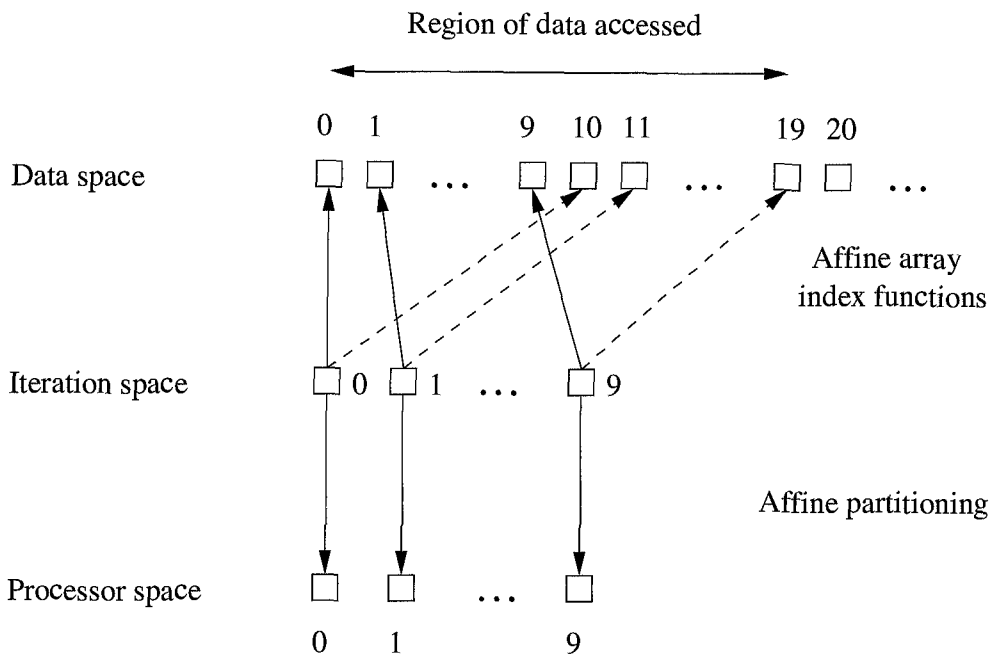 Region of data accessed
0 1 9 10 11 19 20
Data space ... ... ...
Affine array
index functions
Iteration space 0 1 ... 9
Affine partitioning
Processor space ...
0 1 9